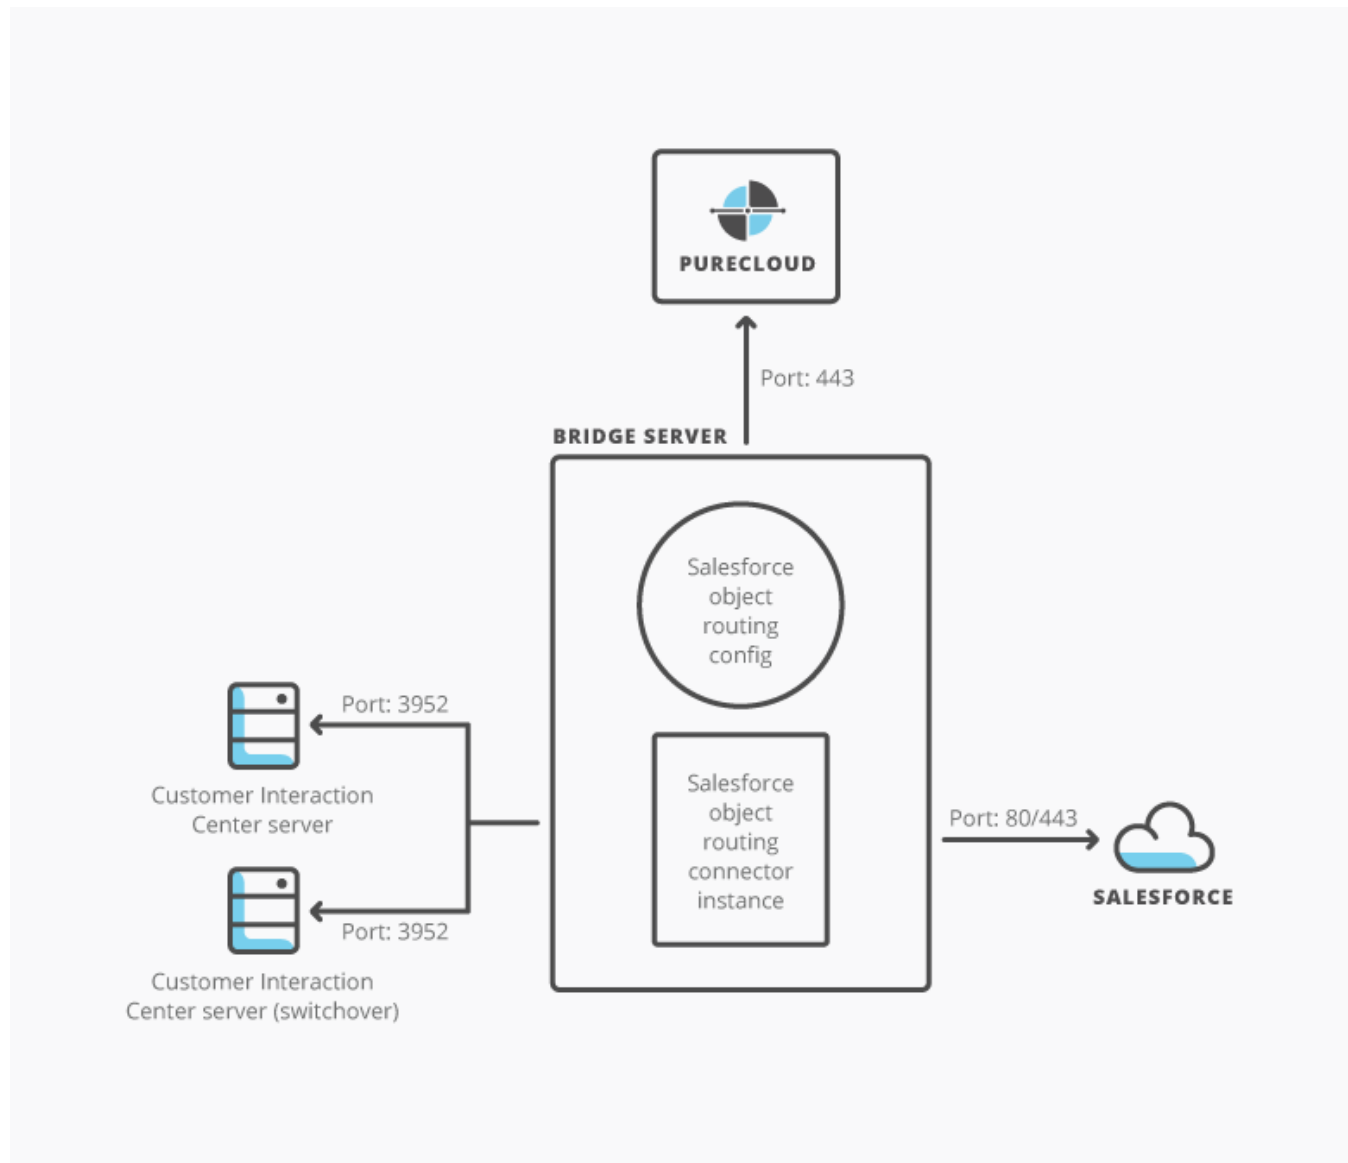 PURECLOUD
Port: 443
BRIDGE SERVER
Salesforce
object
routing
config
Port: 3952
Customer Interaction
Center server
Salesforce
object
routing
connector
instance
Port: 80/443
SALESFORCE
Port: 3952
Customer Interaction
Center server (switchover)